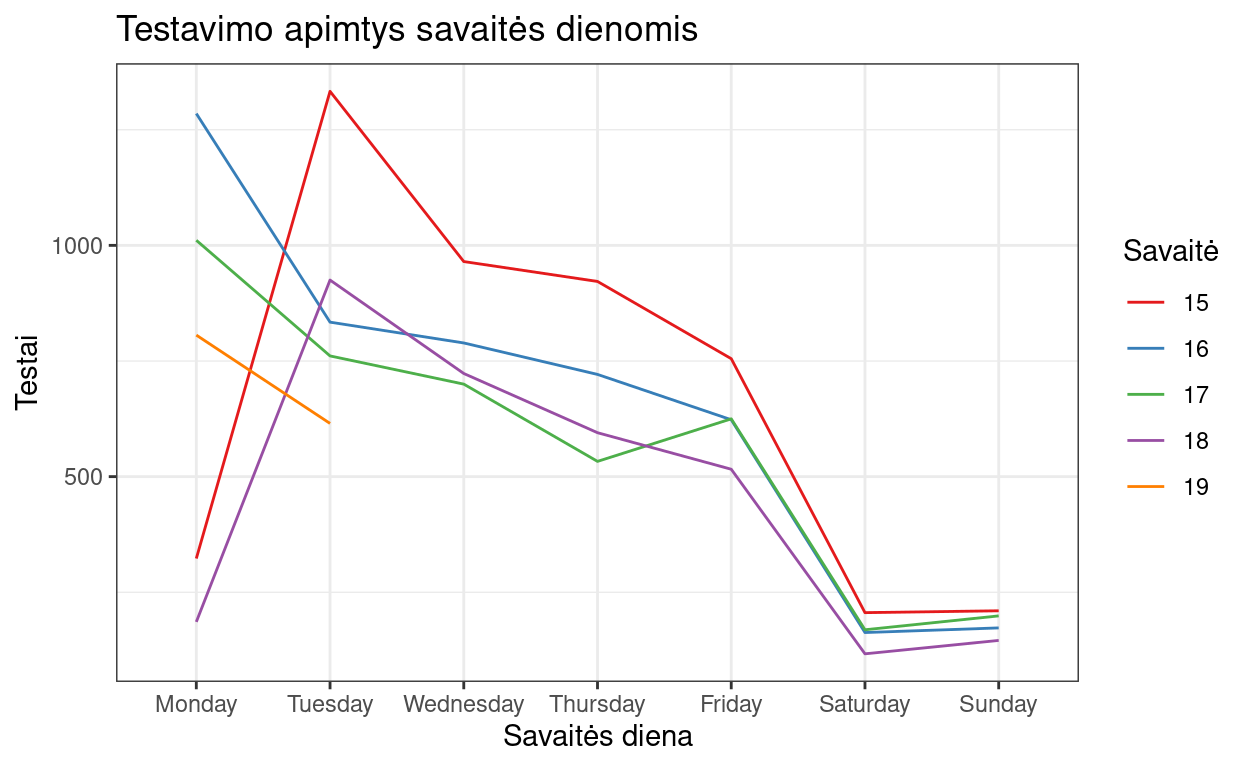 Testavimo apimtys savaitės dienomis
Testai
1000
500
Monday Tuesday Wednesday Thursday Friday Saturday Sunday
Savaitės diena
Savaitė
15
16
17
18
19